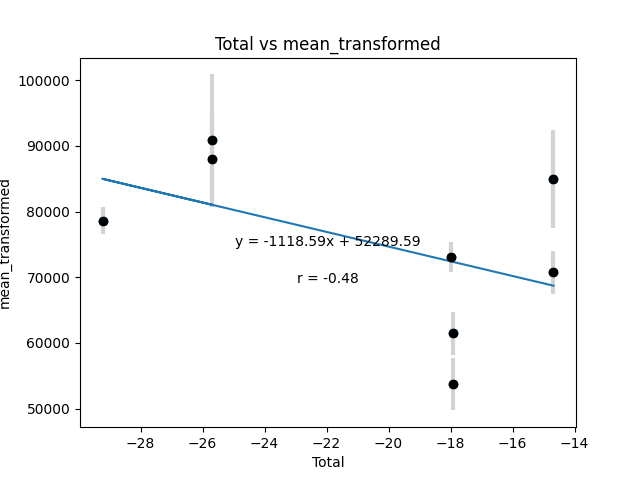 Total vs mean_transformed
100000
90000
80000
70000
60000
50000
mean_transformed
y = -1118.59x + 52289.59
r = -0.48
−28
−26
−24
−22
−20
−18
−16
−14
Total